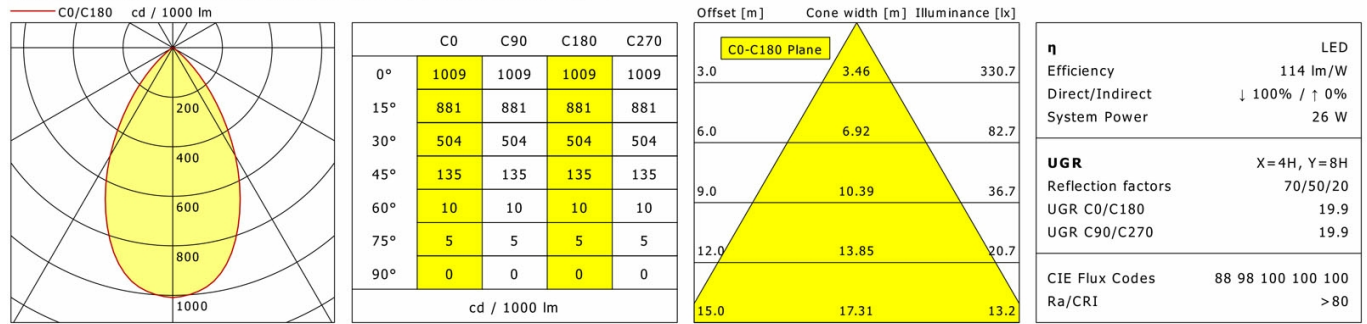 C0/C180 cd / 1000 lm
200
400
600
800
1000
C0 C90 C180 C270
0° 1009 1009 1009 1009
15° 881 881 881 881
30° 504 504 504 504
45° 135 135 135 135
60° 10 10 10 10
75° 5 5 5 5
90° 0 0 0 0
cd / 1000 lm
Offset [m] Cone width [m] Illuminance [lx]
C0-C180 Plane
3.0 3.46 330.7
6.0 6.92 82.7
9.0 10.39 36.7
12.0 13.85 20.7
15.0 17.31 13.2
η LED
Efficiency 114 lm/W
Direct/Indirect ↓ 100% / ↑ 0%
System Power 26 W
UGR X=4H, Y=8H
Reflection factors 70/50/20
UGR C0/C180 19.9
UGR C90/C270 19.9
CIE Flux Codes 88 98 100 100 100
Ra/CRI >80